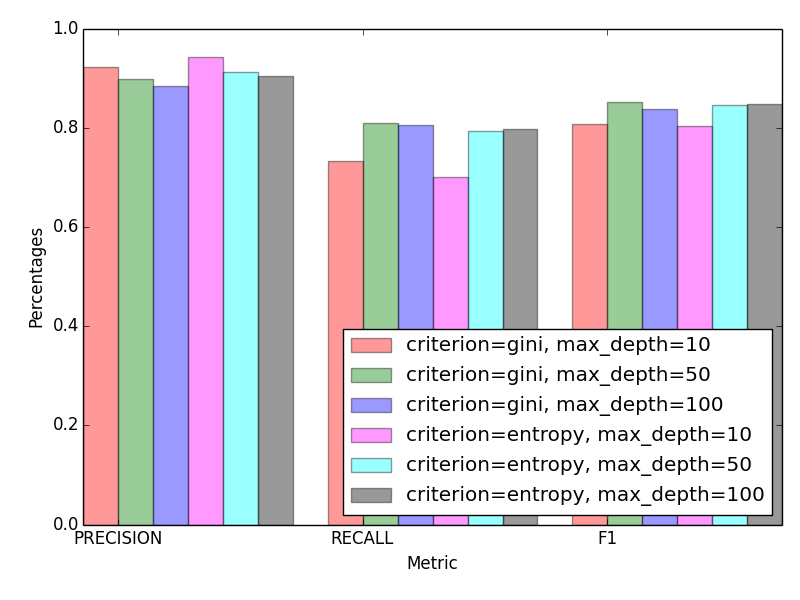 1.0
0.8
0.6
0.4
0.2
0.0
Percentages
criterion=gini, max_depth=10
criterion=gini, max_depth=50
criterion=gini, max_depth=100
criterion=entropy, max_depth=10
criterion=entropy, max_depth=50
criterion=entropy, max_depth=100
PRECISION RECALL F1
Metric